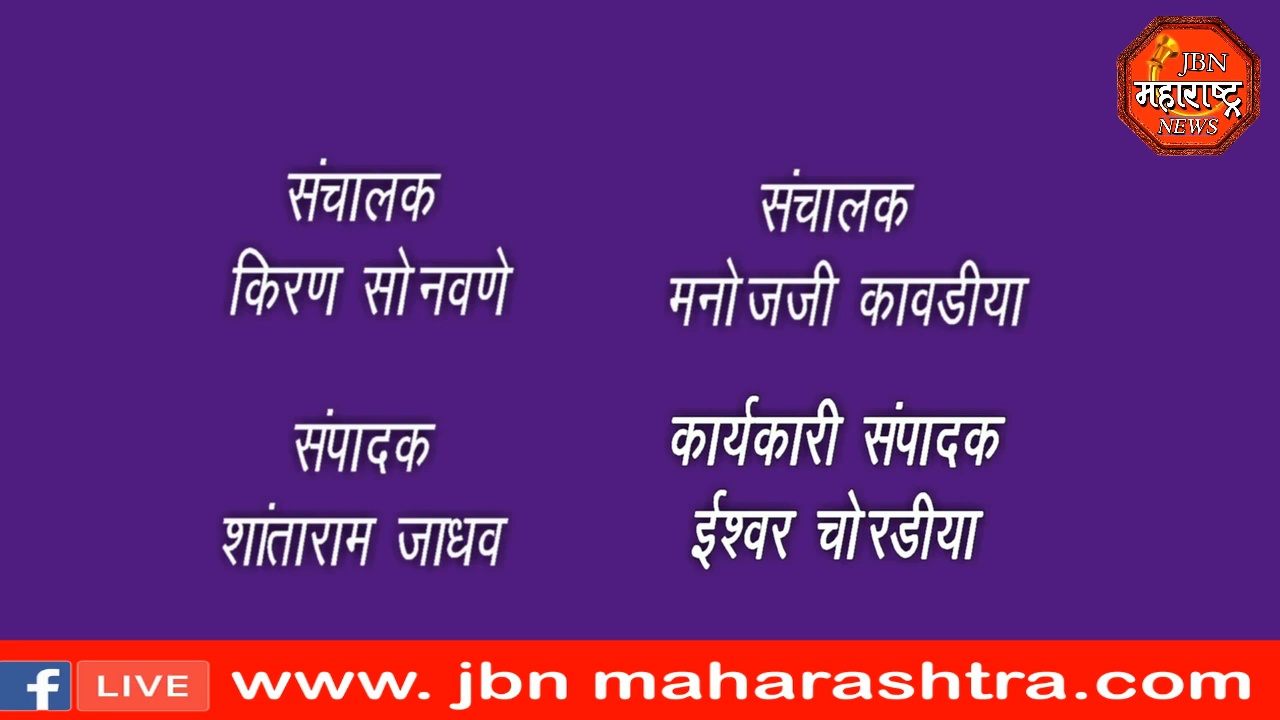 JBN
महाराष्ट्र
NEWS
संचालक
किरण सोनवणे
संचालक
मनोजजी कावडीया
संपादक
शांताराम जाधव
कार्यकारी संपादक
ईश्वर चोरडीया
f LIVE www. jbn maharashtra.com